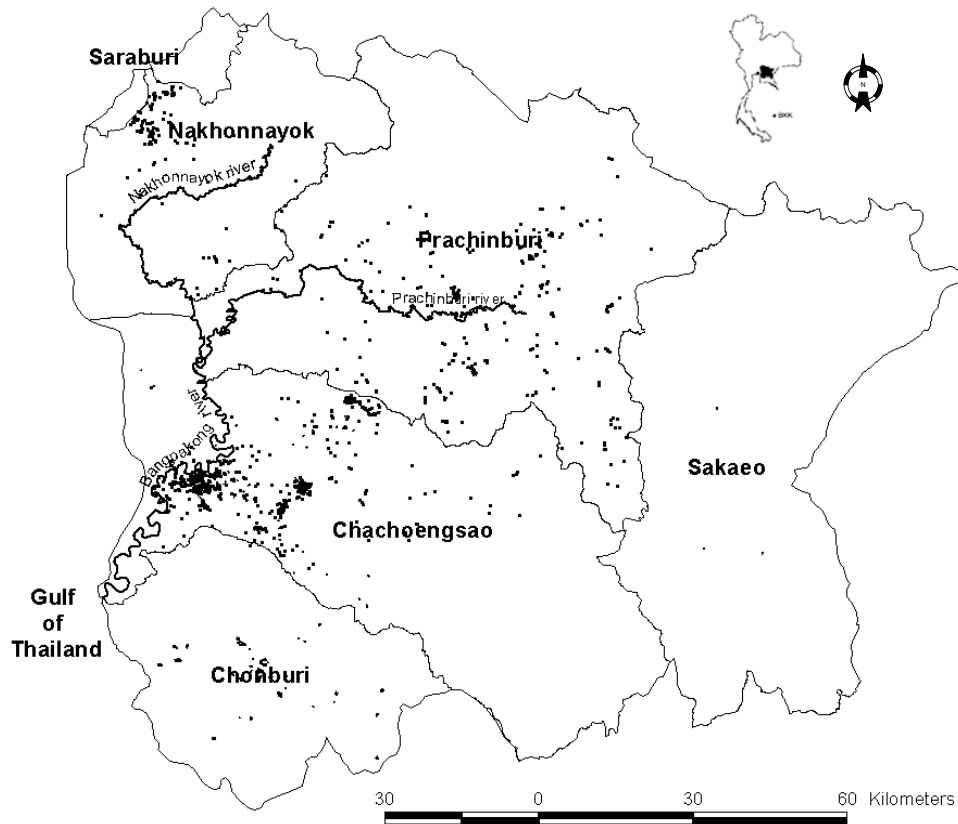 Saraburi
Nakhonnayok
Nakhonnayok river
Prachinburi
Prachinburi river
Bangpakong river
Sakaeo
Chachoengsao
Gulf
of
Thailand
Chonburi
N
BKK
30 0 30 60 Kilometers